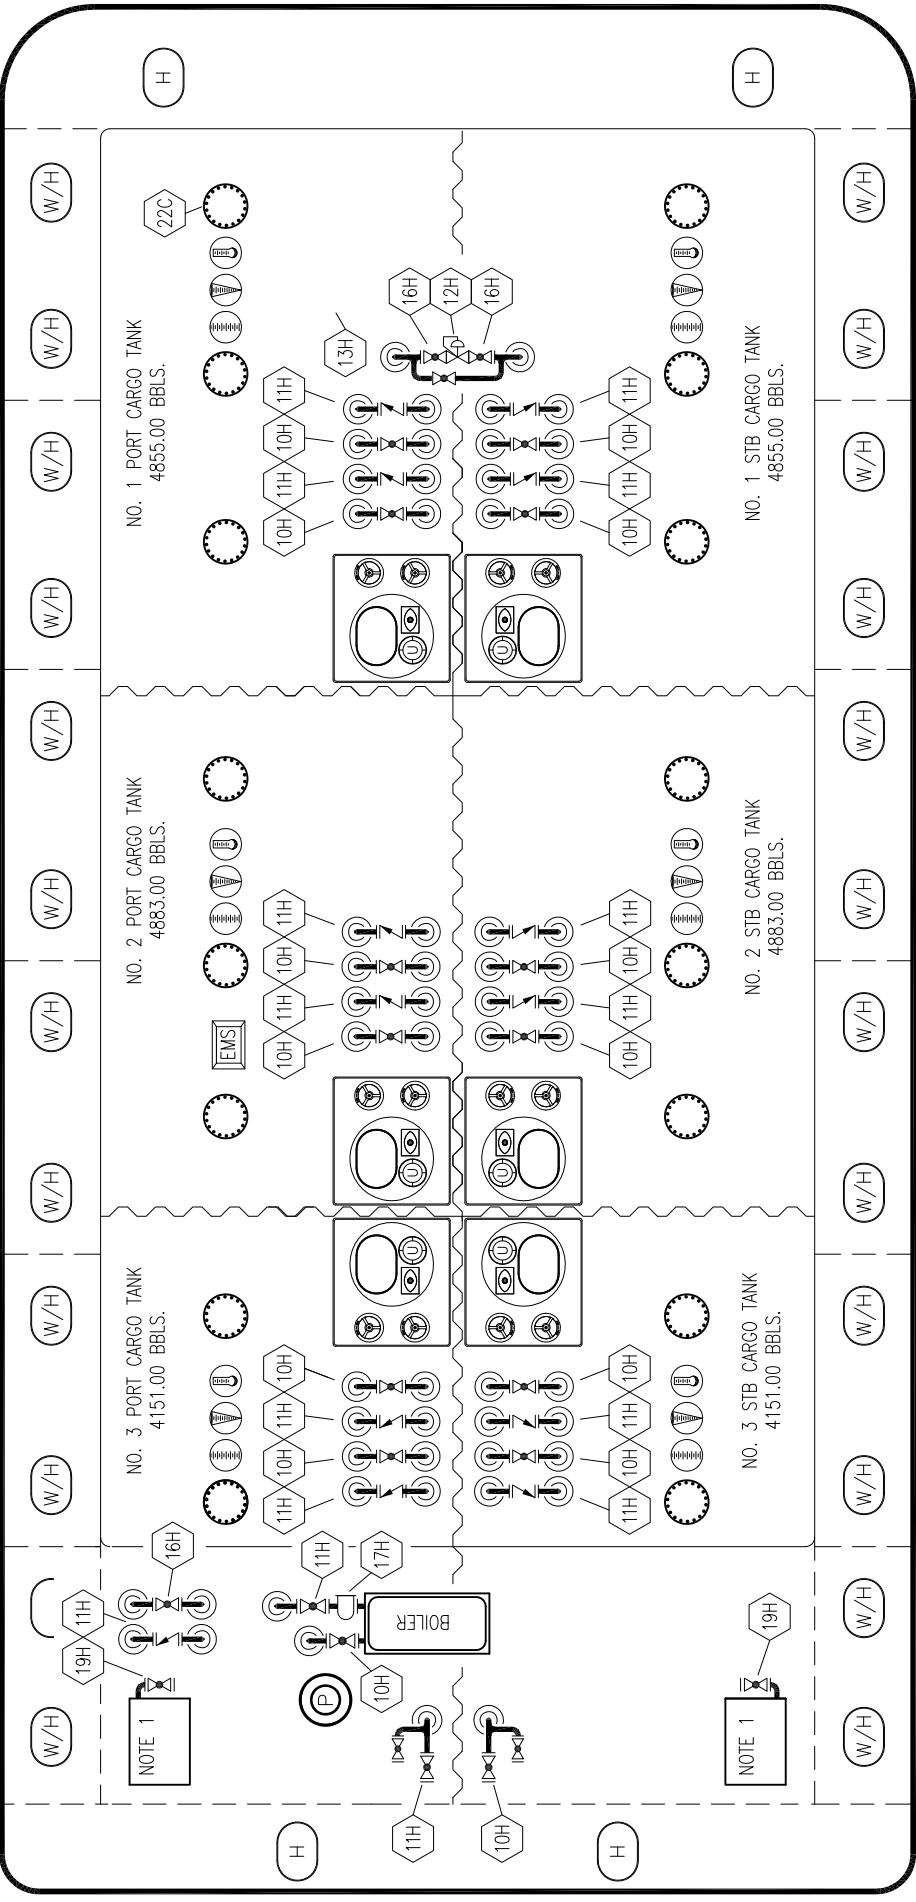 H
H
W/H
W/H
22C
W/H
W/H
16H
12H
16H
13H
NO. 1 PORT CARGO TANK
4855.00 BBLS.
NO. 1 STB CARGO TANK
4855.00 BBLS.
11H
10H
11H
10H
11H
10H
11H
10H
W/H
W/H
W/H
W/H
U
U
W/H
W/H
NO. 2 PORT CARGO TANK
4883.00 BBLS.
NO. 2 STB CARGO TANK
4883.00 BBLS.
W/H
W/H
11H
10H
11H
10H
11H
10H
11H
10H
W/H
W/H
EMS
U
U
W/H
W/H
U
U
NO. 3 PORT CARGO TANK
4151.00 BBLS.
NO. 3 STB CARGO TANK
4151.00 BBLS.
W/H
W/H
10H
11H
10H
11H
10H
11H
10H
11H
W/H
W/H
16H
11H
17H
11H
19H
BOILER
19H
W/H
10H
P
W/H
NOTE 1
NOTE 1
W/H
11H
10H
H
H